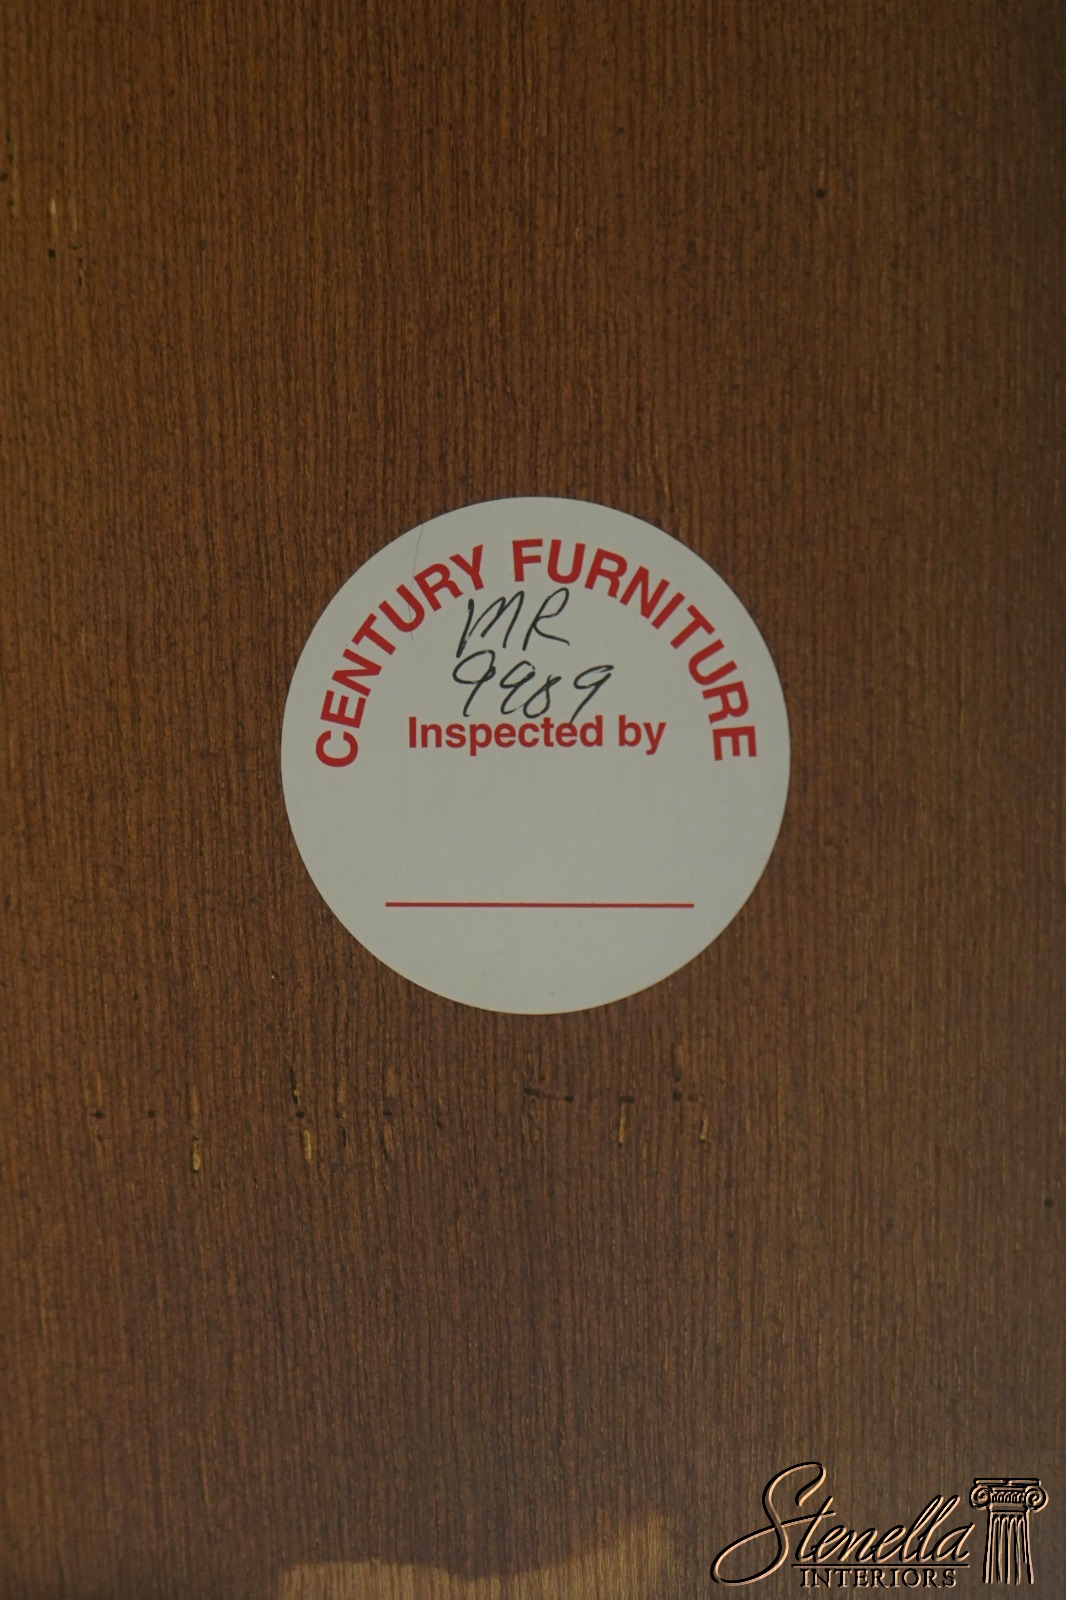 CENTURY FURNITURE
MR
9989
Inspected by
Stenella
INTERIORS